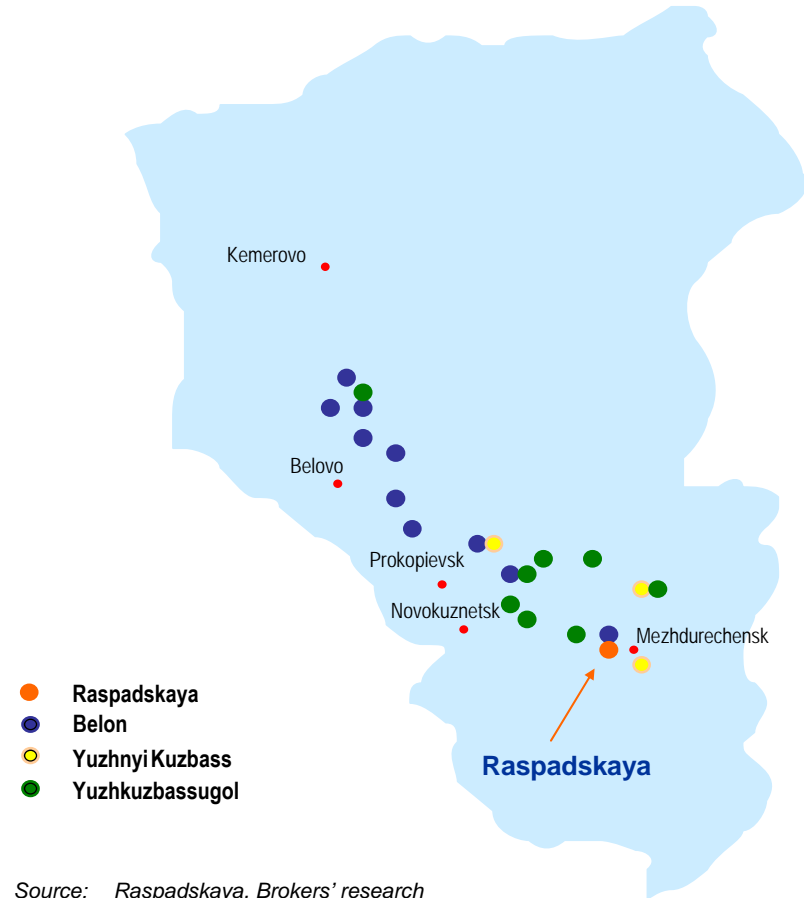 Kemerovo
Belovo
Prokopievsk
Novokuznetsk
Mezhdurechensk
Raspadskaya
Belon
Yuzhnyi Kuzbass
Yuzhkuzbassugol
Raspadskaya
Source: Raspadskaya, Brokers' research